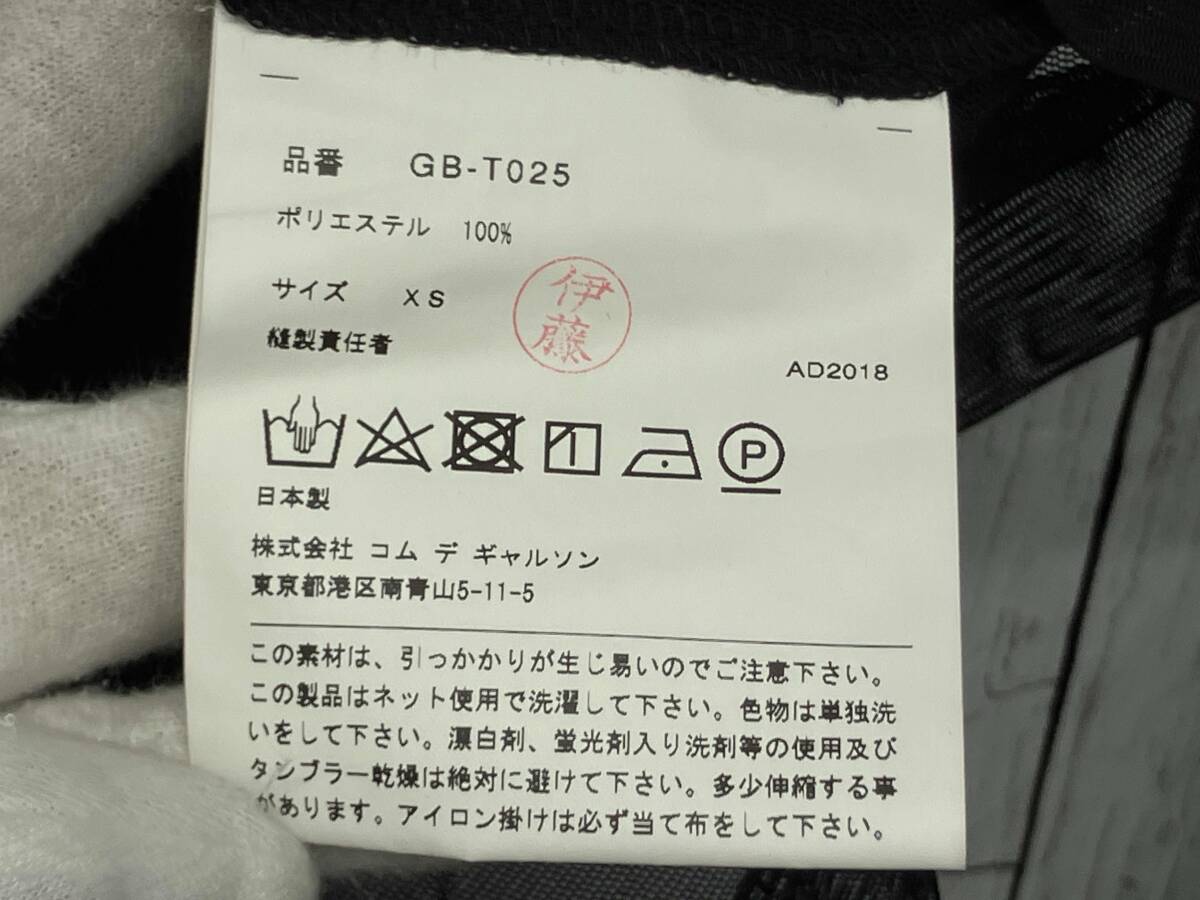 品番 GB-T025
ポリエステル 100%
サイズ XS
伊藤
縫製責任者
AD2018
P
日本製
株式会社 コム デ ギャルソン
東京都港区南青山5-11-5
この素材は、引っかかりが生じ易いのでご注意下さい。
この製品はネット使用で洗濯して下さい。色物は単独洗
いをして下さい。漂白剤、蛍光剤入り洗剤等の使用及び
タンブラー乾燥は絶対に避けて下さい。多少伸縮する事
があります。アイロン掛けは必ず当て布をして下さい。